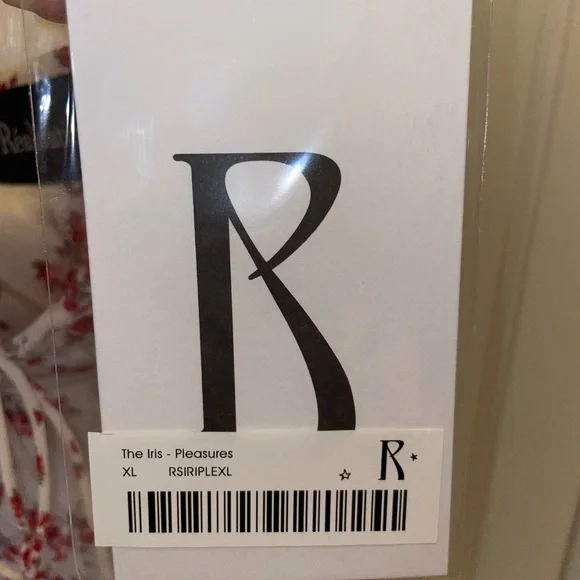 R
The Iris - Pleasures
XL RSIRIPLEXL
R